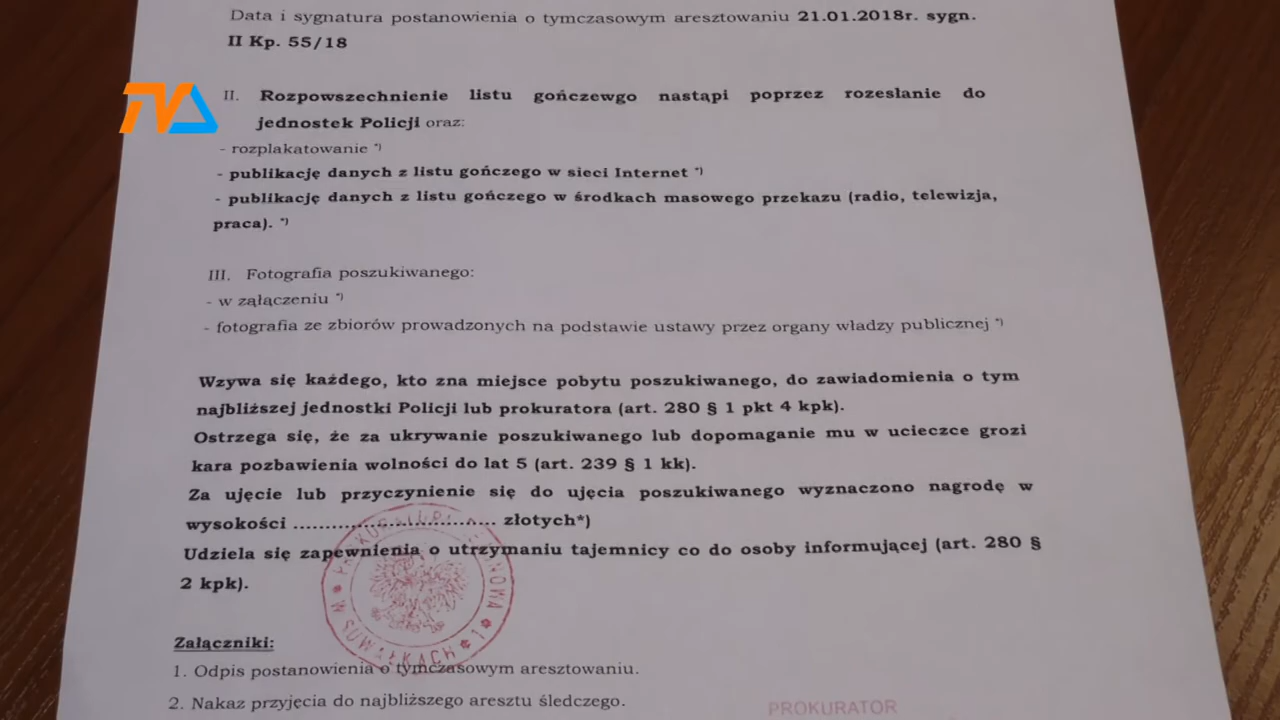 Data i sygnatura postanowienia o tymczasowym aresztowaniu 21.01.2018r. sygn.
II Kp. 55/18
TVA
II. Rozpowszechnienie listu gończewgo nastąpi poprzez rozesłanie do
jednostek Policji oraz:
- rozplakatowanie *)
- publikację danych z listu gończego w sieci Internet *)
- publikację danych z listu gończego w środkach masowego przekazu (radio, telewizja,
praca). *)
III. Fotografia poszukiwanego:
- w ząłączeniu *)
- fotografia ze zbiorów prowadzonych na podstawie ustawy przez organy władzy publicznej *)
Wzywa się każdego, kto zna miejsce pobytu poszukiwanego, do zawiadomienia o tym
najbliższej jednostki Policji lub prokuratora (art. 280 § 1 pkt 4 kpk).
Ostrzega się, że za ukrywanie poszukiwanego lub dopomaganie mu w ucieczce grozi
kara pozbawienia wolności do lat 5 (art. 239 § 1 kk).
Za ujęcie lub przyczynienie się do ujęcia poszukiwanego wyznaczono nagrodę w
wysokości .................................. złotych*)
Udziela się zapewnienia o utrzymaniu tajemnicy co do osoby informującej (art. 280 §
2 kpk).
W SUWAŁKACH
Załączniki:
1. Odpis postanowienia o tymczasowym aresztowaniu.
2. Nakaz przyjęcia do najbliższego aresztu śledczego.
PROKURATOR